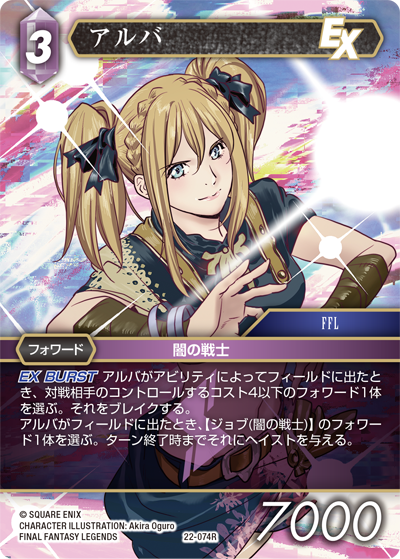 3
アルバ
EX
FFL
フォワード
闇の戦士
EX BURST アルバがアビリティによってフィールドに出たと
き、対戦相手のコントロールするコスト4以下のフォワード1体
を選ぶ。それをブレイクする。
アルバがフィールドに出たとき、【ジョブ(闇の戦士)】のフォワー
ド1体を選ぶ。ターン終了時までそれにヘイストを与える。
© SQUARE ENIX
CHARACTER ILLUSTRATION: Akira Oguro
FINAL FANTASY LEGENDS
22-074R
7000